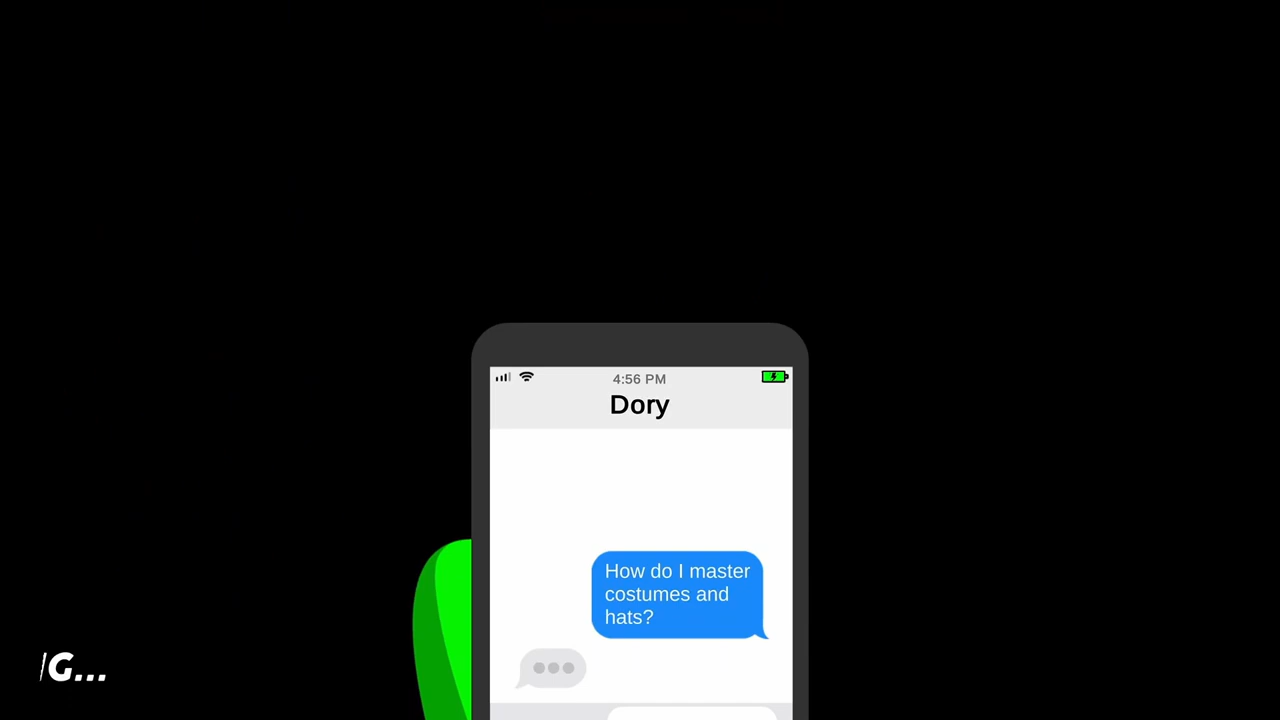 4:56 PM
Dory
How do I master
costumes and
hats?
G...